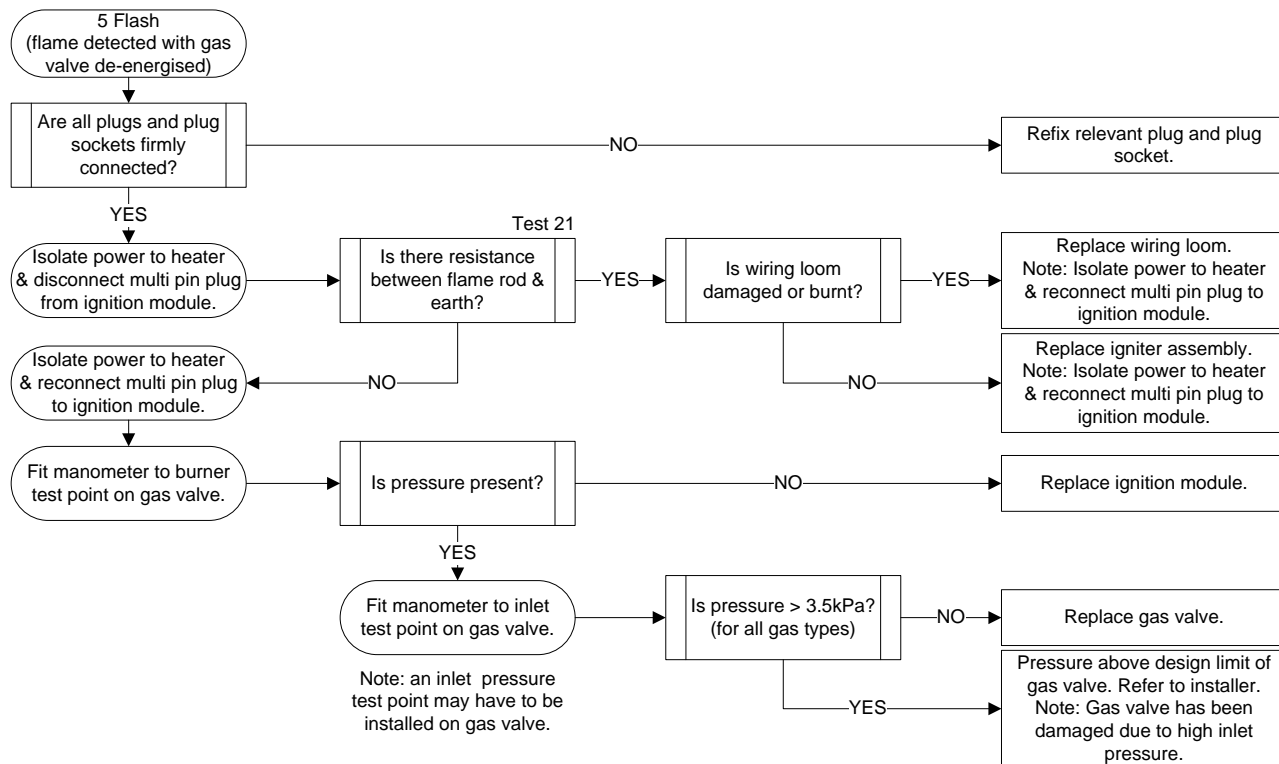 5 Flash
(flame detected with gas
valve de-energised)
Are all plugs and plug
sockets firmly
connected?
NO
Refix relevant plug and plug
socket.
YES
Isolate power to heater
& disconnect multi pin plug
from ignition module.
Test 21
Is there resistance
between flame rod &
earth?
YES
Is wiring loom
damaged or burnt?
YES
Replace wiring loom.
Note: Isolate power to heater
& reconnect multi pin plug to
ignition module.
NO
Replace igniter assembly.
Note: Isolate power to heater
& reconnect multi pin plug to
ignition module.
NO
Isolate power to heater
& reconnect multi pin plug
to ignition module.
Fit manometer to burner
test point on gas valve.
Is pressure present?
NO
Replace ignition module.
YES
Fit manometer to inlet
test point on gas valve.
Note: an inlet pressure
test point may have to be
installed on gas valve.
Is pressure > 3.5kPa?
(for all gas types)
NO
Replace gas valve.
YES
Pressure above design limit of
gas valve. Refer to installer.
Note: Gas valve has been
damaged due to high inlet
pressure.